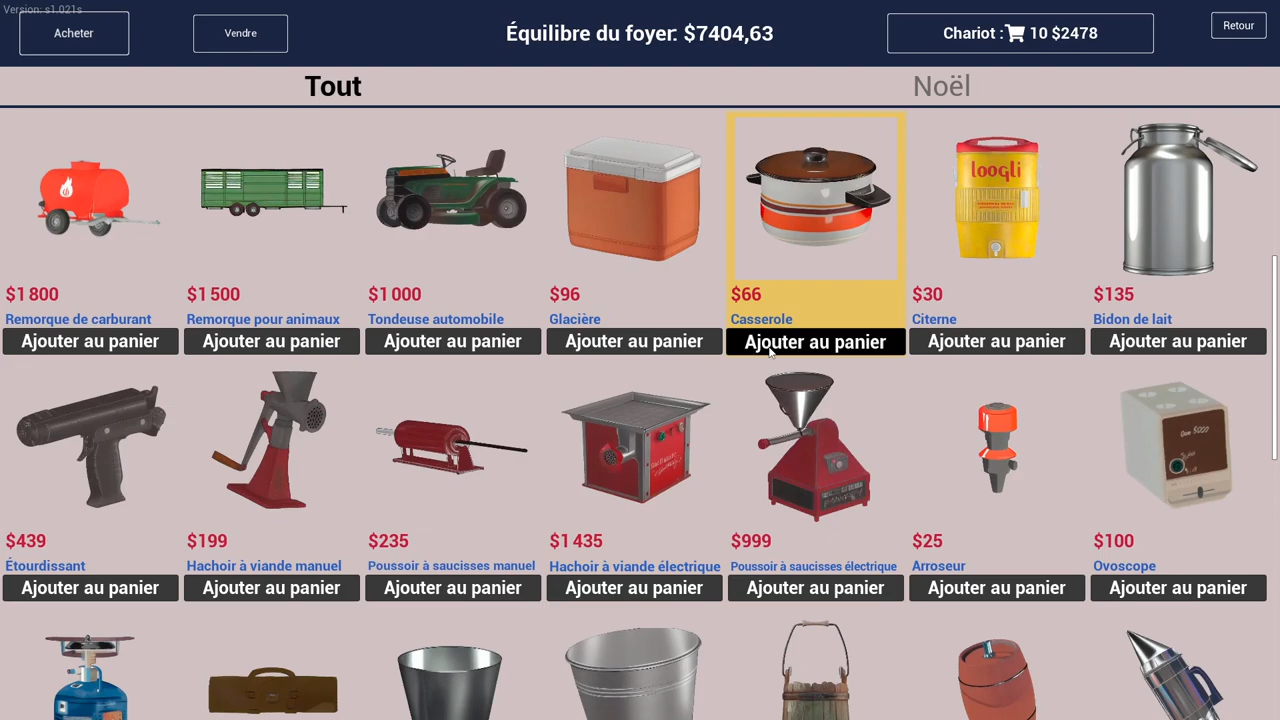 Version: s1.021s
Acheter
Vendre
Équilibre du foyer: $7404,63
Chariot : 10 $2478
Retour
Tout
Noël
loogli
$1 800
$1 500
$1 000
$96
$66
$30
$135
Remorque de carburant
Remorque pour animaux
Tondeuse automobile
Glacière
Casserole
Citerne
Bidon de lait
Ajouter au panier
Ajouter au panier
Ajouter au panier
Ajouter au panier
Ajouter au panier
Ajouter au panier
Ajouter au panier
$439
$199
$235
$1 435
$999
$25
$100
Étourdissant
Hachoir à viande manuel
Poussoir à saucisses manuel
Hachoir à viande électrique
Poussoir à saucisses électrique
Arroseur
Ovoscope
Ajouter au panier
Ajouter au panier
Ajouter au panier
Ajouter au panier
Ajouter au panier
Ajouter au panier
Ajouter au panier